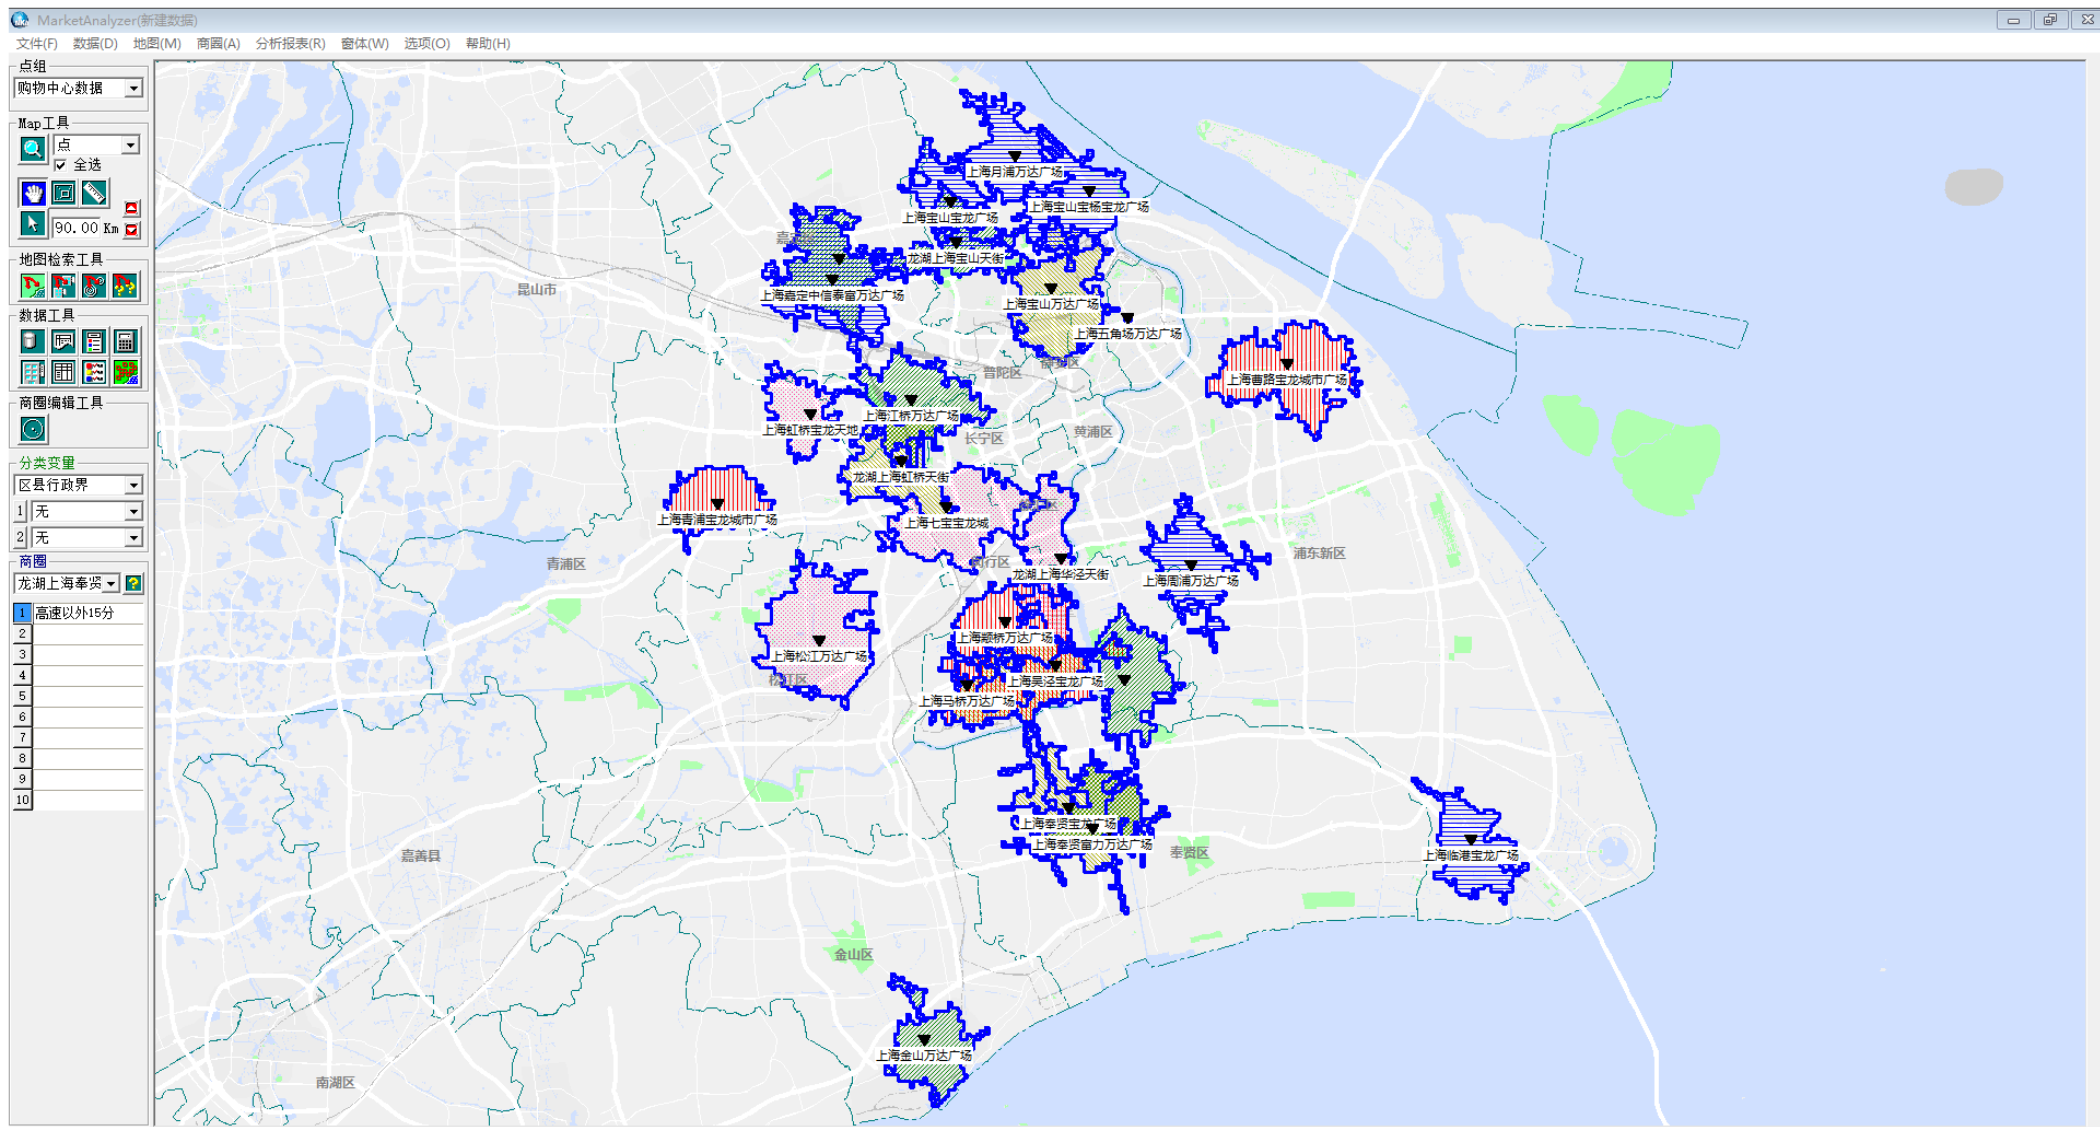 MarketAnalyzer(新建数据)
文件(F) 数据(D) 地图(M) 商圈(A) 分析报表(R) 窗体(W) 选项(O) 帮助(H)
点组
购物中心数据
Map工具
点
全选
90.00 Km
地图检索工具
数据工具
商圈编辑工具
分类变量
区县行政界
1 无
2 无
商圈
龙湖上海奉贤
1 高速以外15分
2
3
4
5
6
7
8
9
10
上海月浦万达广场
上海宝山宝杨宝龙广场
上海宝山宝龙广场
龙湖上海宝山天街
昆山市
上海嘉定中信泰富万达广场
上海宝山万达广场
上海五角场万达广场
普陀区
上海曹路宝龙城市广场
上海江桥万达广场
上海虹桥宝龙天地
长宁区
黄浦区
龙湖上海虹桥天街
上海青浦宝龙城市广场
上海七宝宝龙城
青浦区
闵行区
浦东新区
龙湖上海华泾天街
上海周浦万达广场
上海颛桥万达广场
上海松江万达广场
松江区
上海吴泾宝龙广场
上海马桥万达广场
上海奉贤宝龙广场
上海奉贤富力万达广场
嘉善县
奉贤区
上海临港宝龙广场
金山区
上海金山万达广场
南湖区